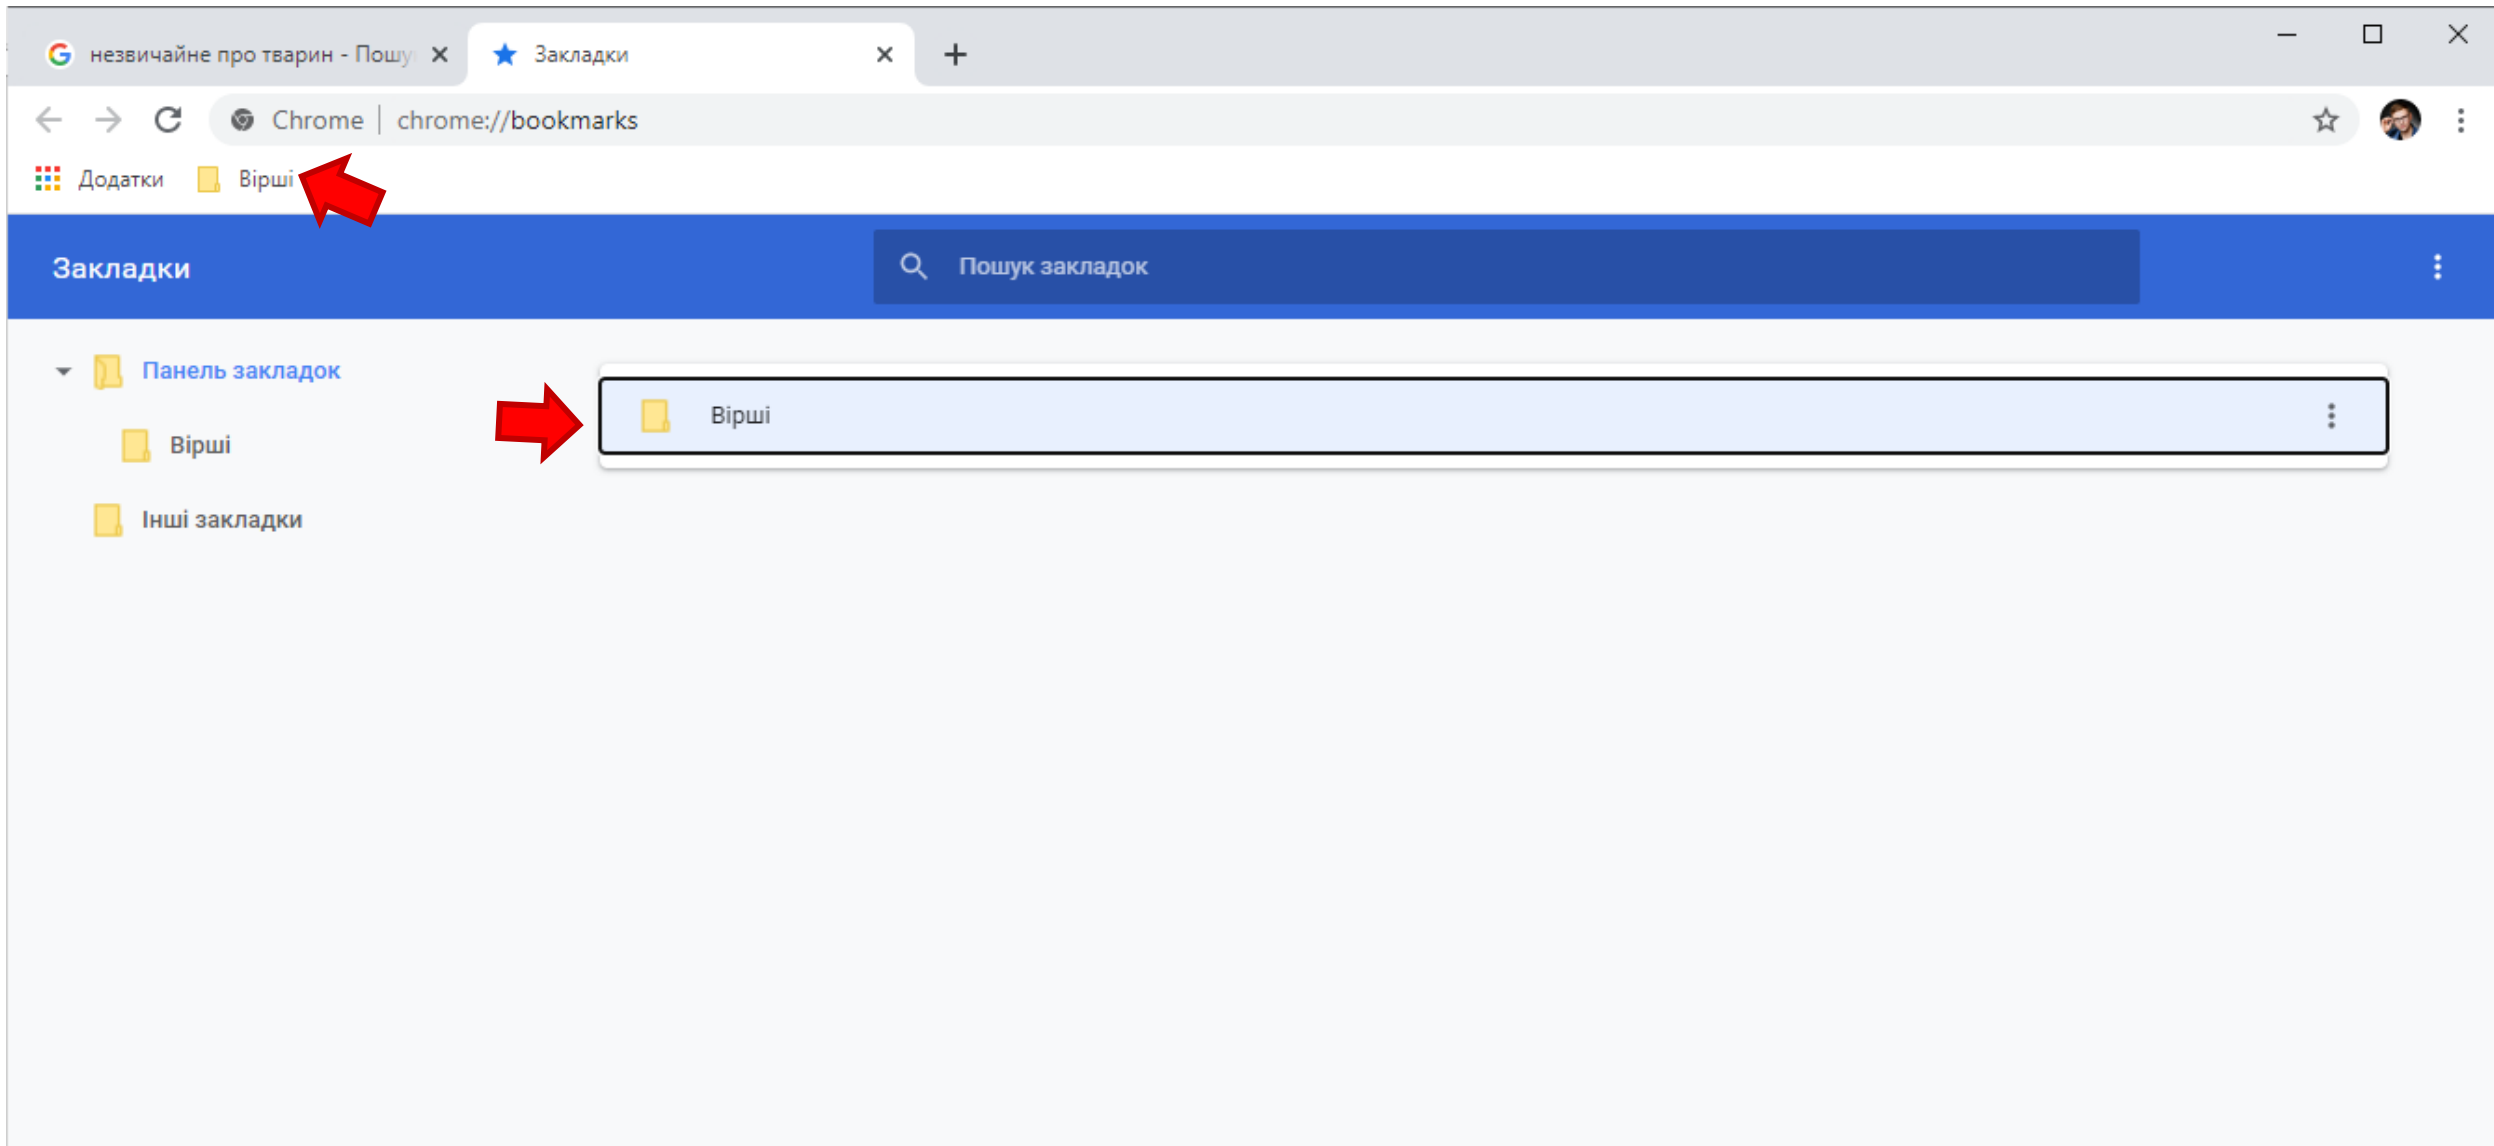 незвичайне про тварин - Пошу
Закладки
Chrome | chrome://bookmarks
Додатки Вірші
Закладки
Пошук закладок
Панель закладок
Вірші
Вірші
Інші закладки